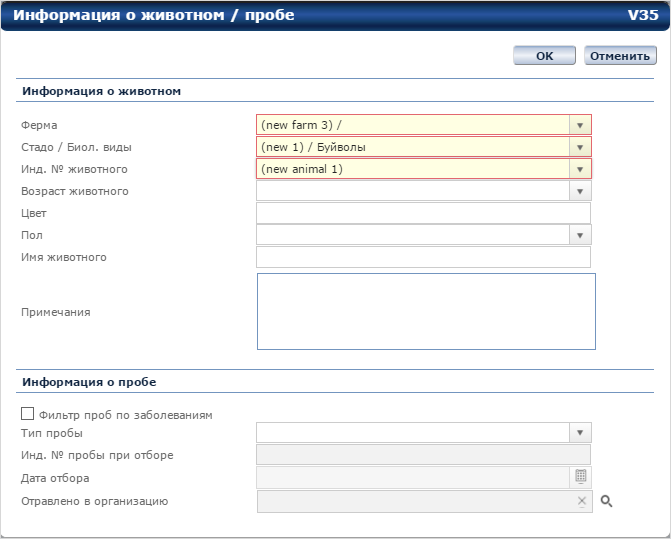 Информация о животном / пробе V35
ОК Отменить
Информация о животном
Ферма (new farm 3) /
Стадо / Биол. виды (new 1) / Буйволы
Инд. № животного (new animal 1)
Возраст животного
Цвет
Пол
Имя животного
Примечания
Информация о пробе
Фильтр проб по заболеваниям
Тип пробы
Инд. № пробы при отборе
Дата отбора
Отравлено в организацию